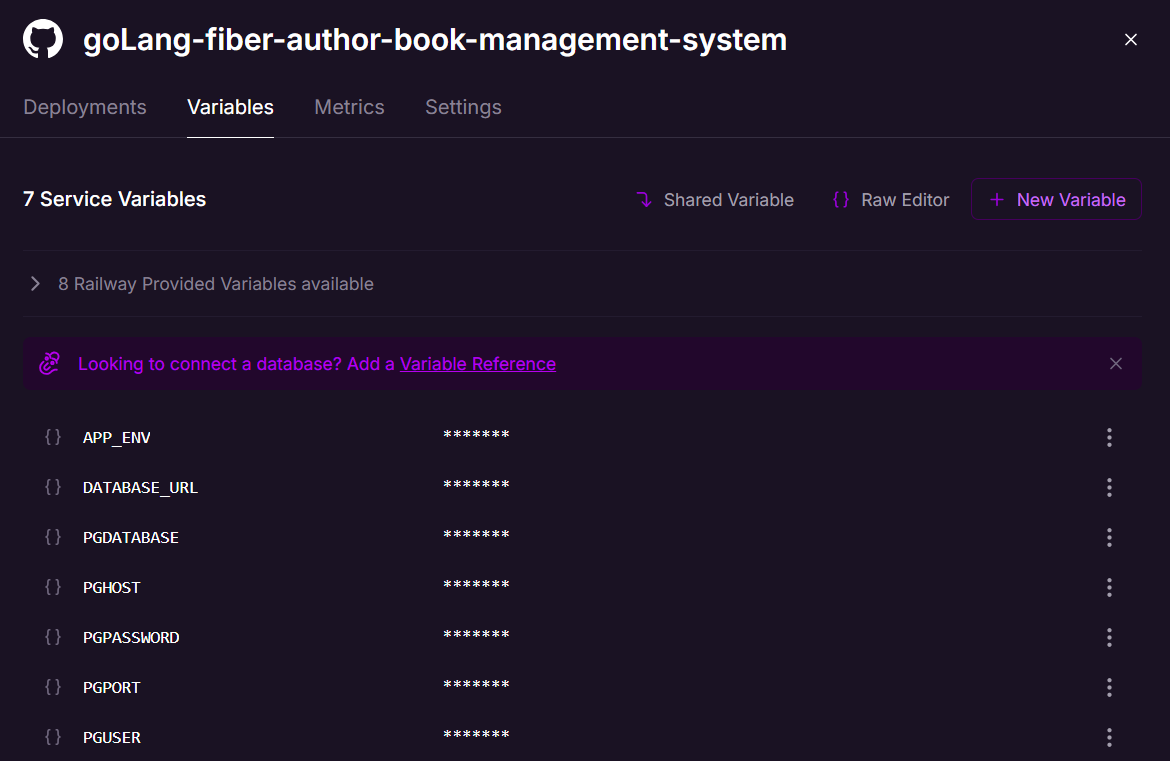 goLang-fiber-author-book-management-system
Deployments Variables Metrics Settings
7 Service Variables Shared Variable {} Raw Editor + New Variable
8 Railway Provided Variables available
Looking to connect a database? Add a Variable Reference
{} APP_ENV *******
{} DATABASE_URL *******
{} PGDATABASE *******
{} PGHOST *******
{} PGPASSWORD *******
{} PGPORT *******
{} PGUSER *******